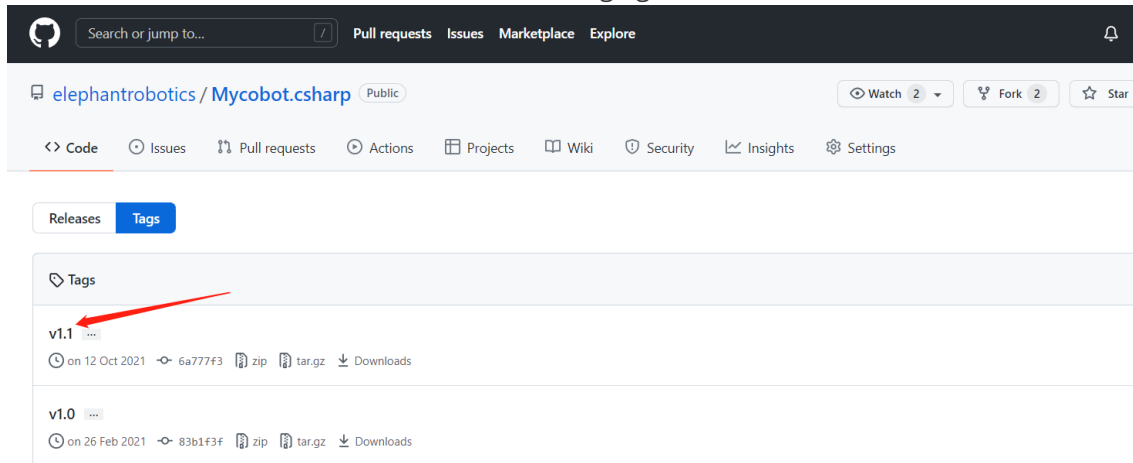 Search or jump to... / Pull requests Issues Marketplace Explore
elephantrobotics / Mycobot.csharp Public Watch 2 Fork 2 Star
<> Code Issues Pull requests Actions Projects Wiki Security Insights Settings
Releases Tags
Tags
v1.1 ...
on 12 Oct 2021 6a777f3 zip tar.gz Downloads
v1.0 ...
on 26 Feb 2021 83b1f3f zip tar.gz Downloads